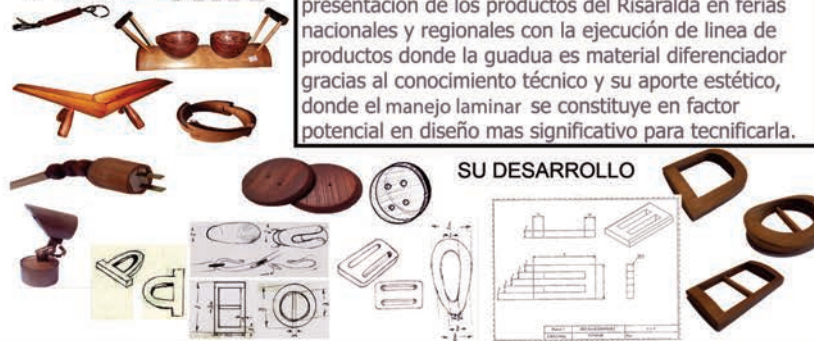 presentación de los productos del Risaralda en ferias
nacionales y regionales con la ejecución de linea de
productos donde la guadua es material diferenciador
gracias al conocimiento técnico y su aporte estético,
donde el manejo laminar se constituye en factor
potencial en diseño mas significativo para tecnificarla.
SU DESARROLLO